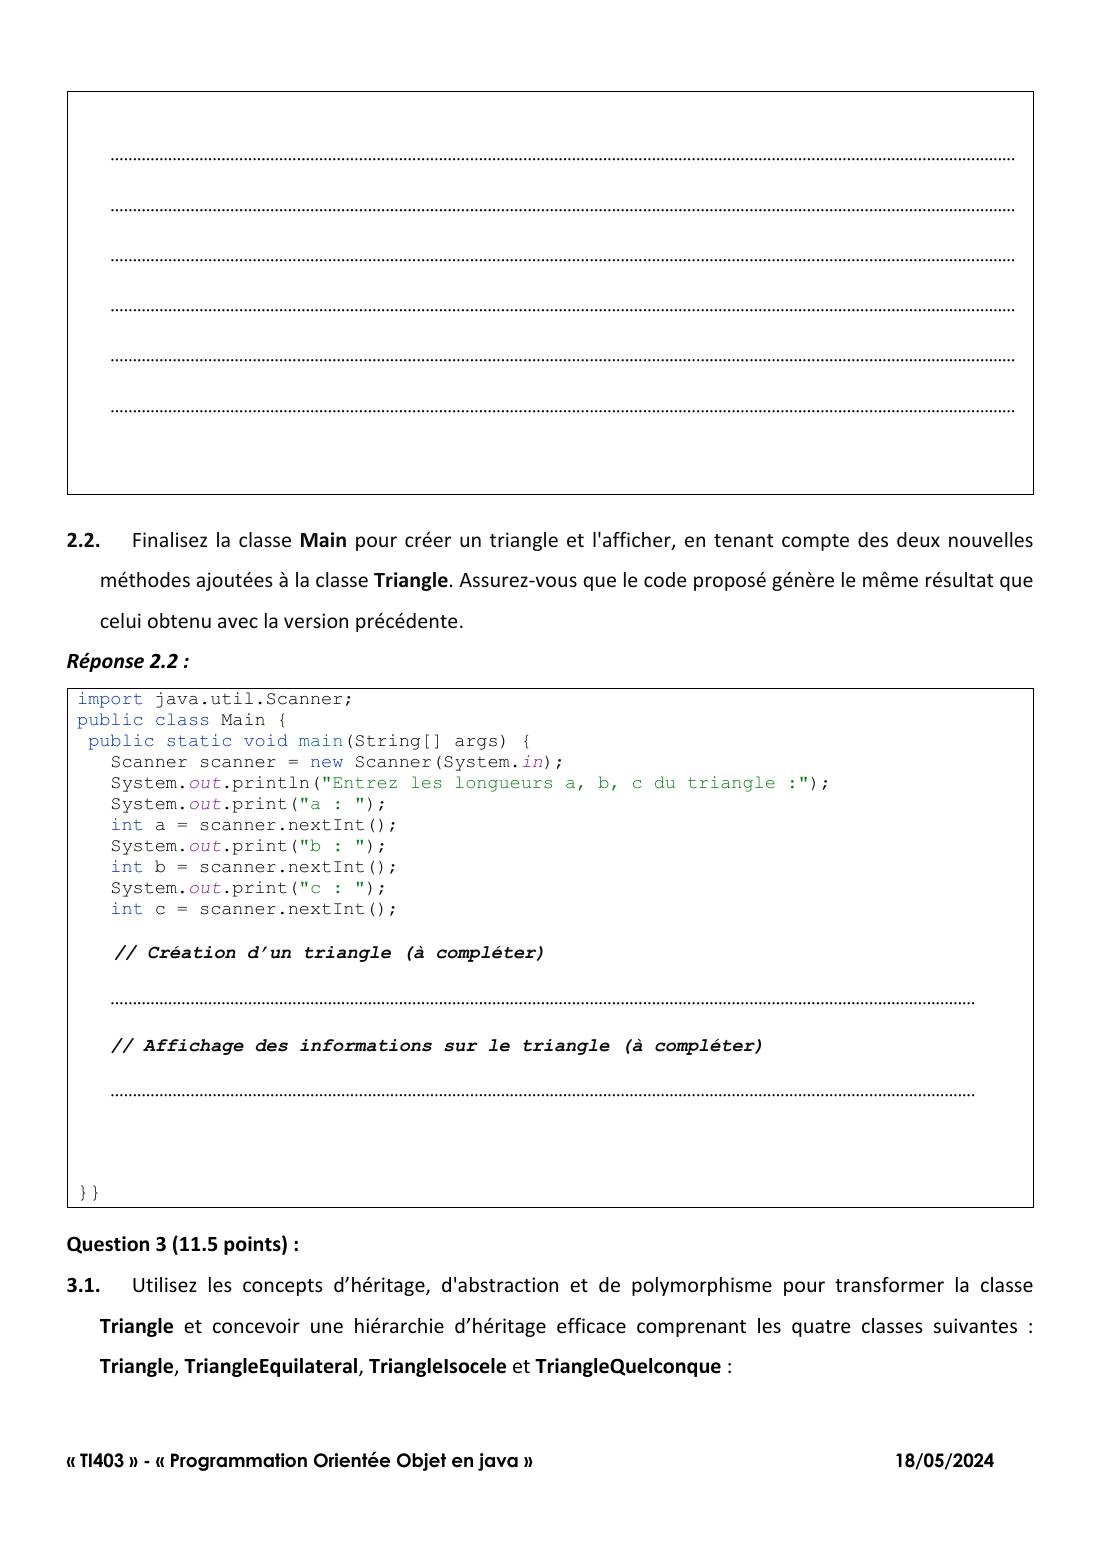 2.2. Finalisez la classe Main pour créer un triangle et l'afficher, en tenant compte des deux nouvelles
méthodes ajoutées à la classe Triangle. Assurez-vous que le code proposé génère le même résultat que
celui obtenu avec la version précédente.
Réponse 2.2 :
import java.util.Scanner;
public class Main {
public static void main(String[] args) {
Scanner scanner = new Scanner(System.in);
System.out.println("Entrez les longueurs a, b, c du triangle :");
System.out.print("a : ");
int a = scanner.nextInt();
System.out.print("b : ");
int b = scanner.nextInt();
System.out.print("c : ");
int c = scanner.nextInt();
// Création d’un triangle (à compléter)
// Affichage des informations sur le triangle (à compléter)
}}
Question 3 (11.5 points) :
3.1. Utilisez les concepts d’héritage, d'abstraction et de polymorphisme pour transformer la classe
Triangle et concevoir une hiérarchie d’héritage efficace comprenant les quatre classes suivantes :
Triangle, TriangleEquilateral, TriangleIsocele et TriangleQuelconque :
« TI403 » - « Programmation Orientée Objet en java » 18/05/2024